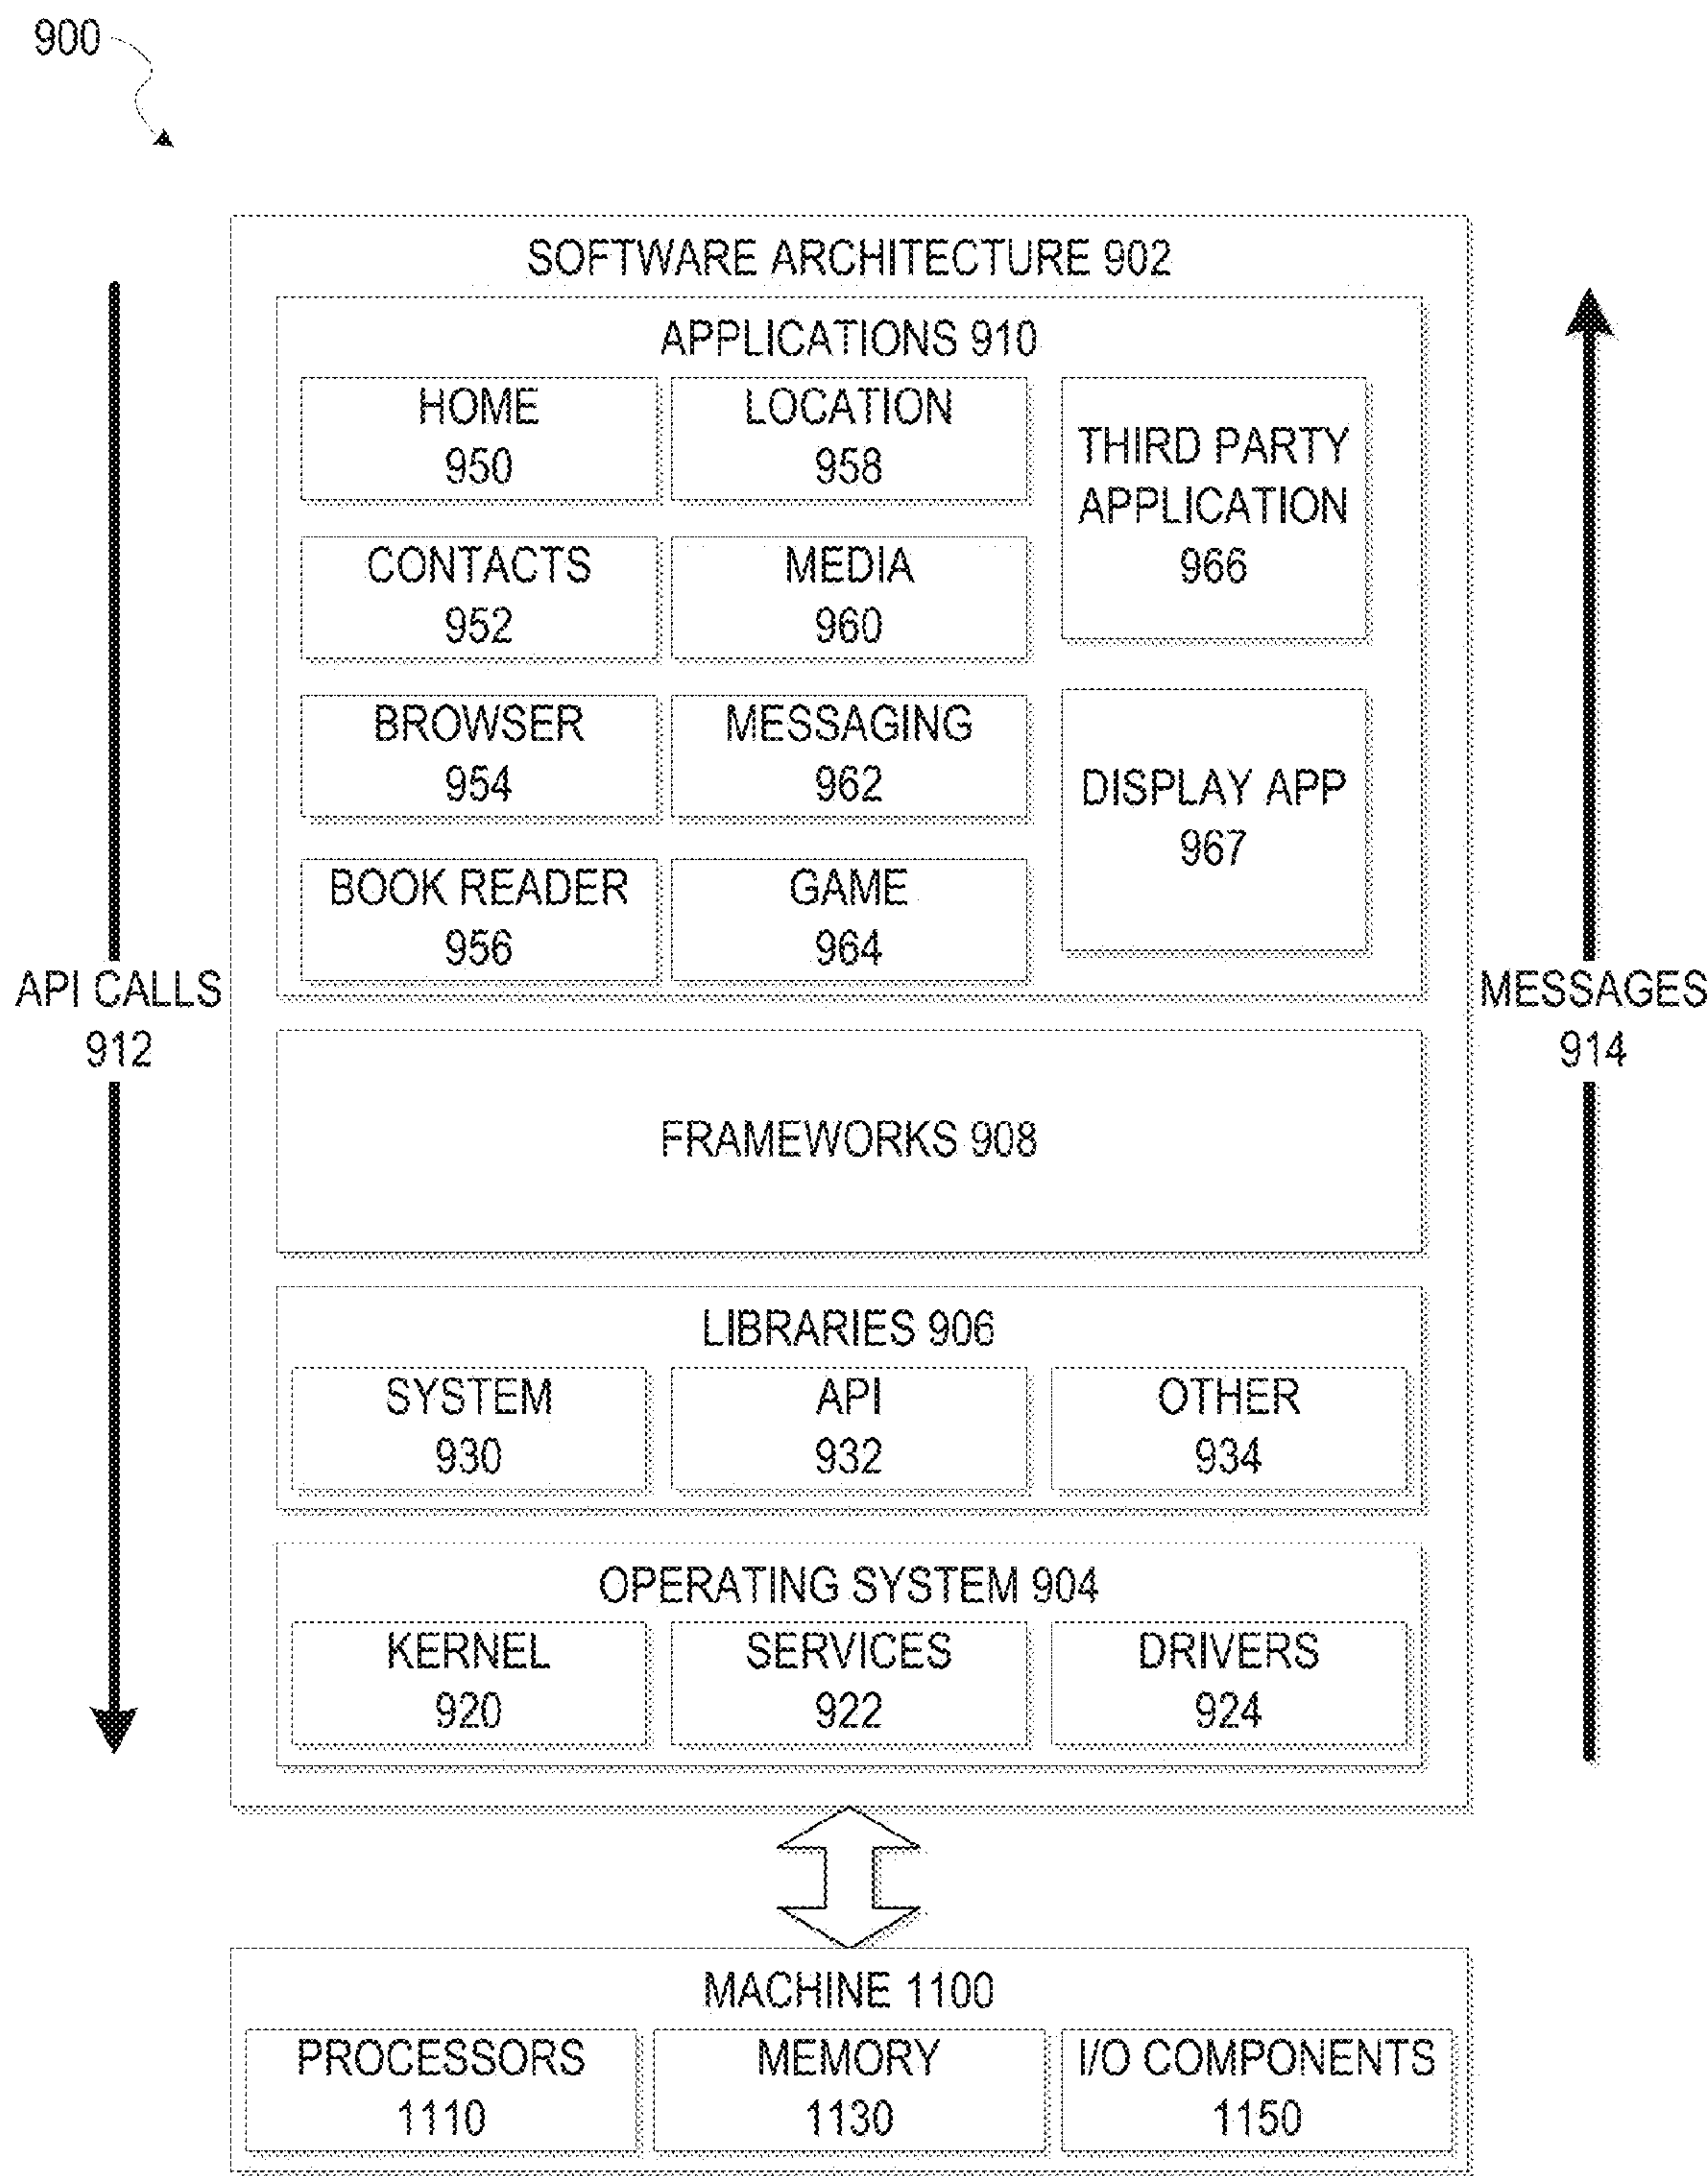 900
SOFTWARE ARCHITECTURE 902
APPLICATIONS 910
HOME
950
LOCATION
958
THIRD PARTY
APPLICATION
966
CONTACTS
952
MEDIA
960
BROWSER
954
MESSAGING
962
DISPLAY APP
967
BOOK READER
956
GAME
964
API CALLS
912
MESSAGES
914
FRAMEWORKS 908
LIBRARIES 906
SYSTEM
930
API
932
OTHER
934
OPERATING SYSTEM 904
KERNEL
920
SERVICES
922
DRIVERS
924
MACHINE 1100
PROCESSORS
1110
MEMORY
1130
I/O COMPONENTS
1150